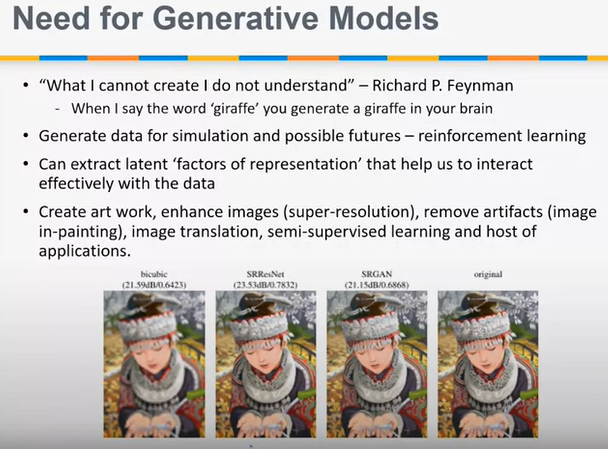 Need for Generative Models
• “What I cannot create I do not understand” – Richard P. Feynman
- When I say the word ‘giraffe’ you generate a giraffe in your brain
• Generate data for simulation and possible futures – reinforcement learning
• Can extract latent ‘factors of representation’ that help us to interact
effectively with the data
• Create art work, enhance images (super-resolution), remove artifacts (image
in-painting), image translation, semi-supervised learning and host of
applications.
bicubic SRResNet SRGAN original
(21.59dB/0.6423) (23.53dB/0.7832) (21.15dB/0.6868)